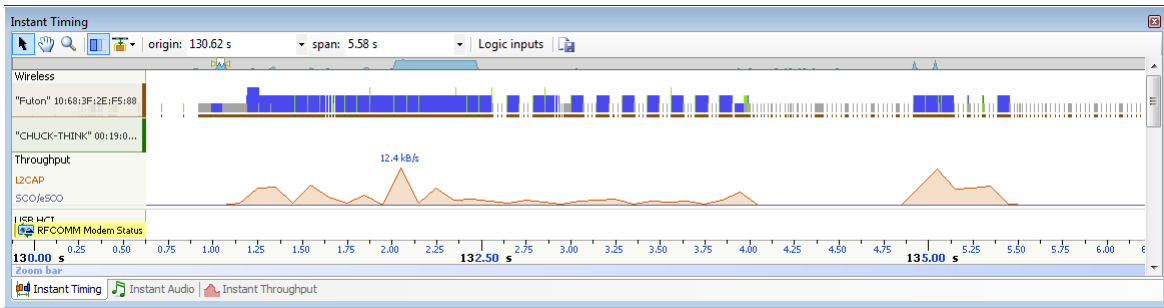 Instant Timing
origin: 130.62 s span: 5.58 s Logic inputs
Wireless
"Futon" 10:68:3F:2E:F5:88
"CHUCK-THINK" 00:19:0...
Throughput
12.4 kB/s
L2CAP
SCO/eSCO
USB HCI
RFCOMM Modem Status
0.25 0.50 0.75 1.00 1.25 1.50 1.75 2.00 2.25 2.75 3.00 3.25 3.50 3.75 4.00 4.25 4.50 4.75 5.25 5.50 5.75 6.00 6
130.00 s 132.50 s 135.00 s
Zoom bar
Instant Timing Instant Audio Instant Throughput